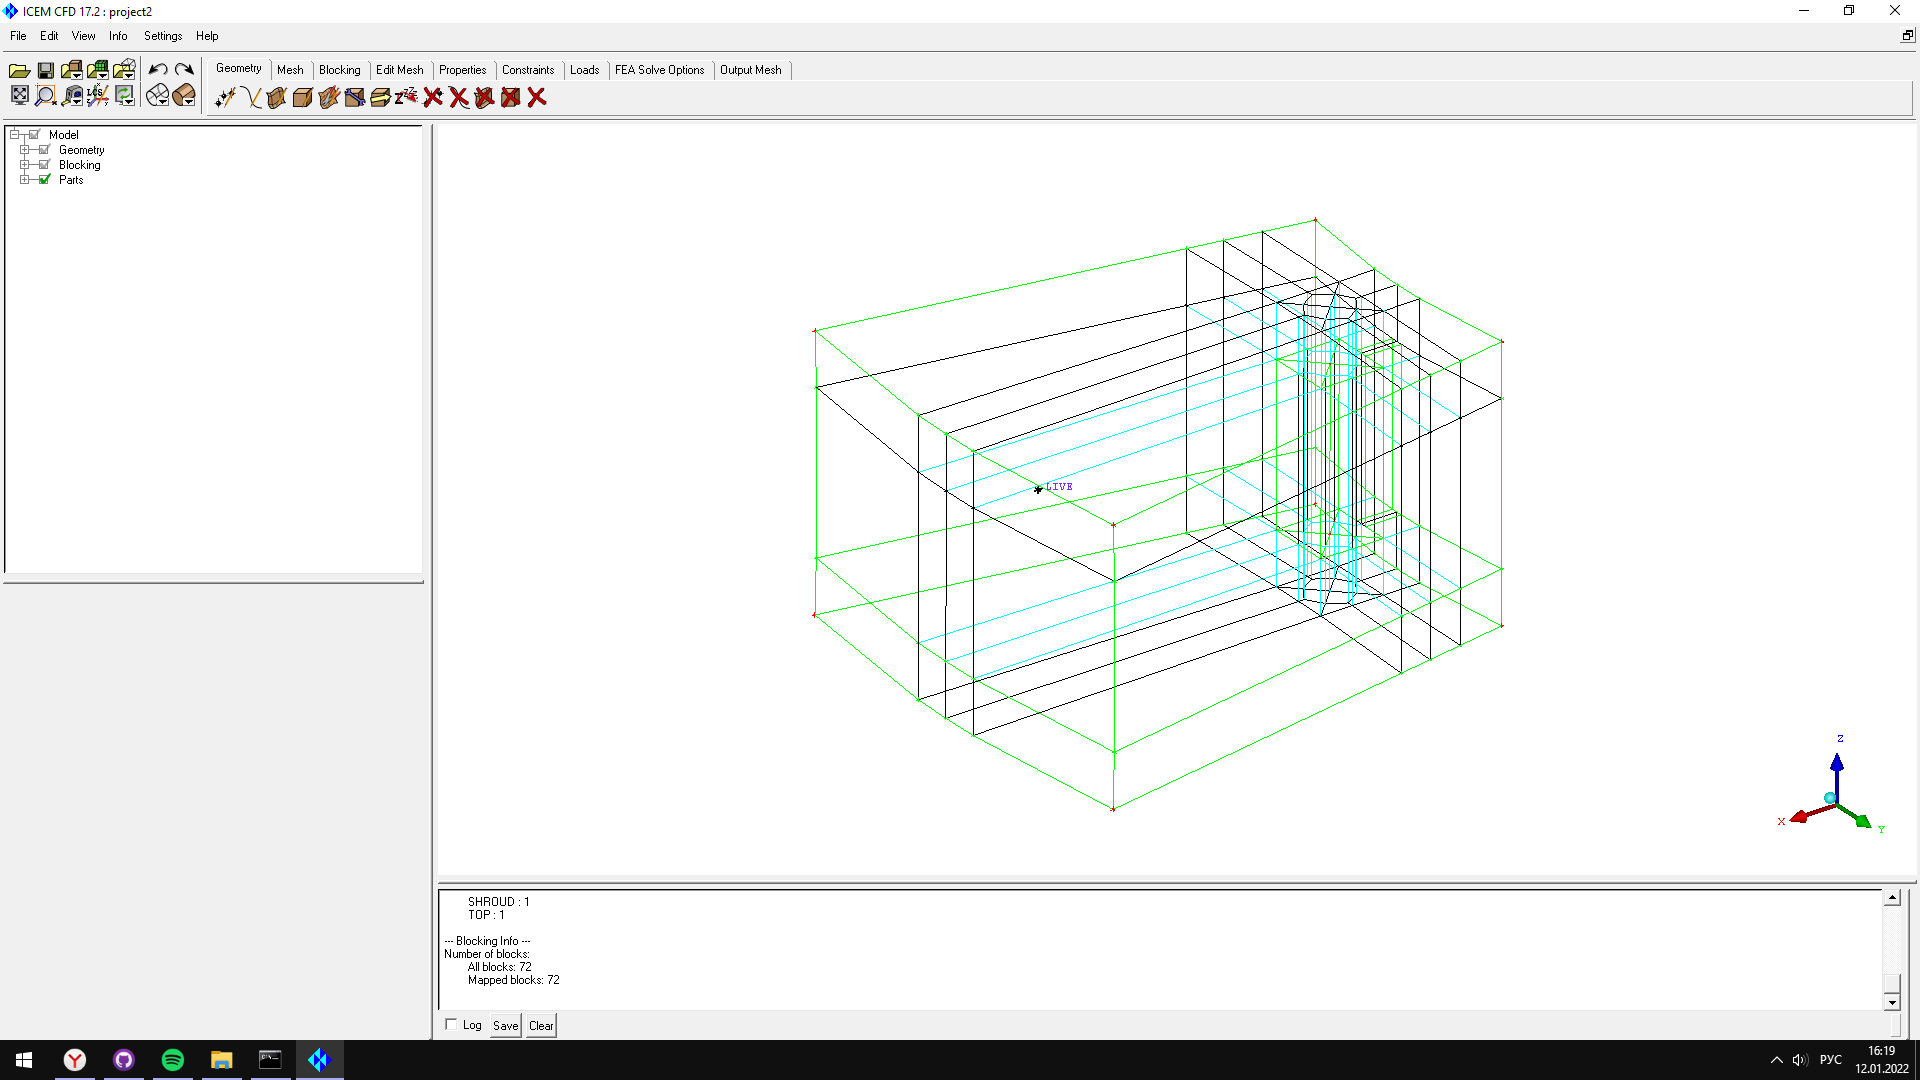 ICEM CFD 17.2 : project2
File Edit View Info Settings Help
Geometry Mesh Blocking Edit Mesh Properties Constraints Loads FEA Solve Options Output Mesh
LCS
Model
Geometry
Blocking
Parts
LIVE
Z
X
Y
SHROUD : 1
TOP : 1
--- Blocking Info ---
Number of blocks:
All blocks: 72
Mapped blocks: 72
Log Save Clear
РУС
16:19
12.01.2022